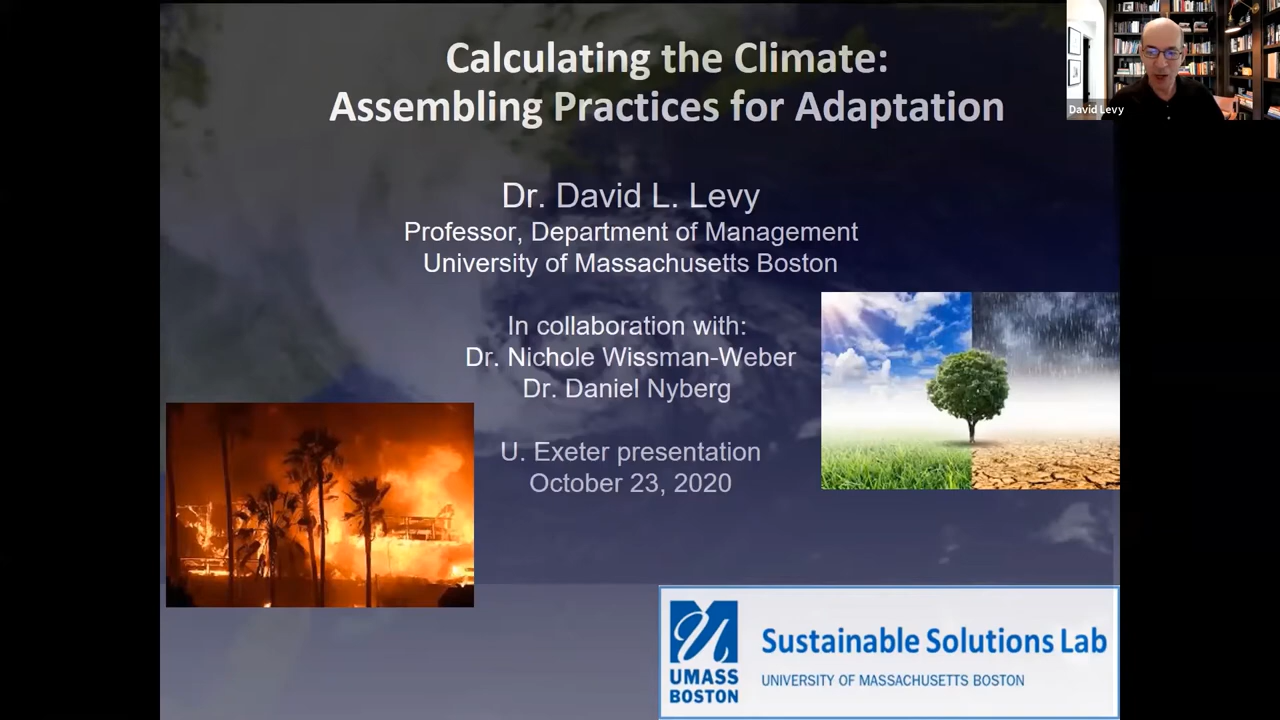 Calculating the Climate:
Assembling Practices for Adaptation
David Levy
Dr. David L. Levy
Professor, Department of Management
University of Massachusetts Boston
In collaboration with:
Dr. Nichole Wissman-Weber
Dr. Daniel Nyberg
U. Exeter presentation
October 23, 2020
UMASS
BOSTON
Sustainable Solutions Lab
UNIVERSITY OF MASSACHUSETTS BOSTON